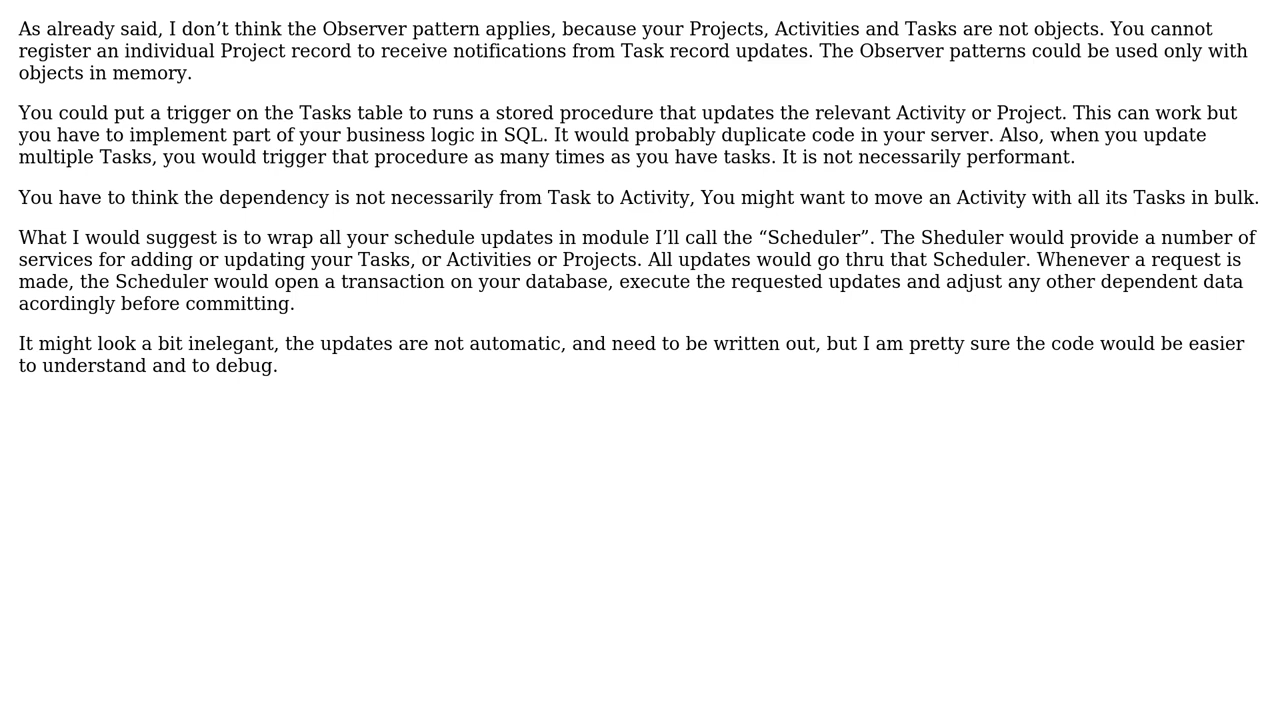 As already said, I don’t think the Observer pattern applies, because your Projects, Activities and Tasks are not objects. You cannot
register an individual Project record to receive notifications from Task record updates. The Observer patterns could be used only with
objects in memory.
You could put a trigger on the Tasks table to runs a stored procedure that updates the relevant Activity or Project. This can work but
you have to implement part of your business logic in SQL. It would probably duplicate code in your server. Also, when you update
multiple Tasks, you would trigger that procedure as many times as you have tasks. It is not necessarily performant.
You have to think the dependency is not necessarily from Task to Activity, You might want to move an Activity with all its Tasks in bulk.
What I would suggest is to wrap all your schedule updates in module I’ll call the “Scheduler”. The Sheduler would provide a number of
services for adding or updating your Tasks, or Activities or Projects. All updates would go thru that Scheduler. Whenever a request is
made, the Scheduler would open a transaction on your database, execute the requested updates and adjust any other dependent data
acordingly before committing.
It might look a bit inelegant, the updates are not automatic, and need to be written out, but I am pretty sure the code would be easier
to understand and to debug.